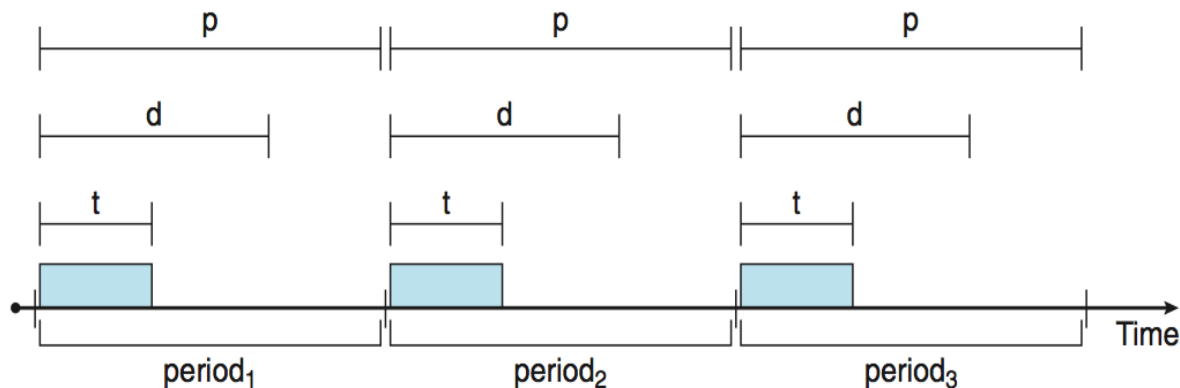 p p p
d d d
t t t
Time
period₁ period₂ period₃